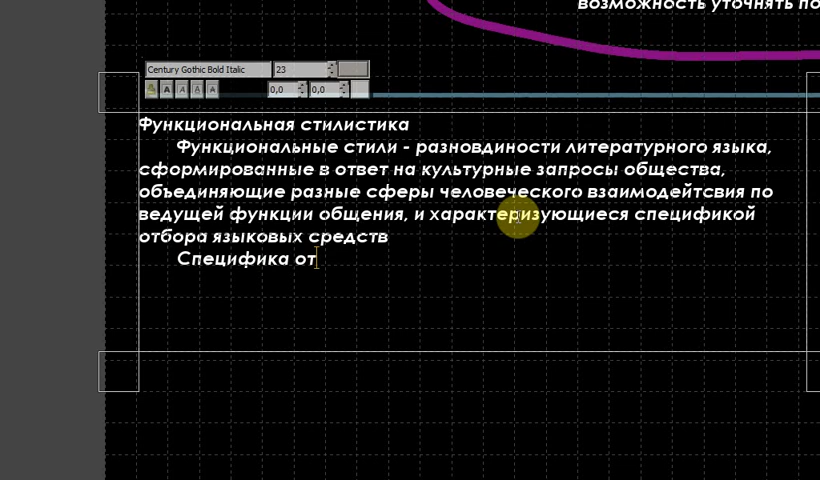 возможность уточнять по
Century Gothic Bold Italic 23
A A A A 0,0 0,0
Функциональная стилистика
Функциональные стили - разновдиности литературного языка,
сформированные в ответ на культурные запросы общества,
объединяющие разные сферы человеческого взаимодейтсвия по
ведущей функции общения, и характеризующиеся спецификой
отбора языковых средств
Специфика от